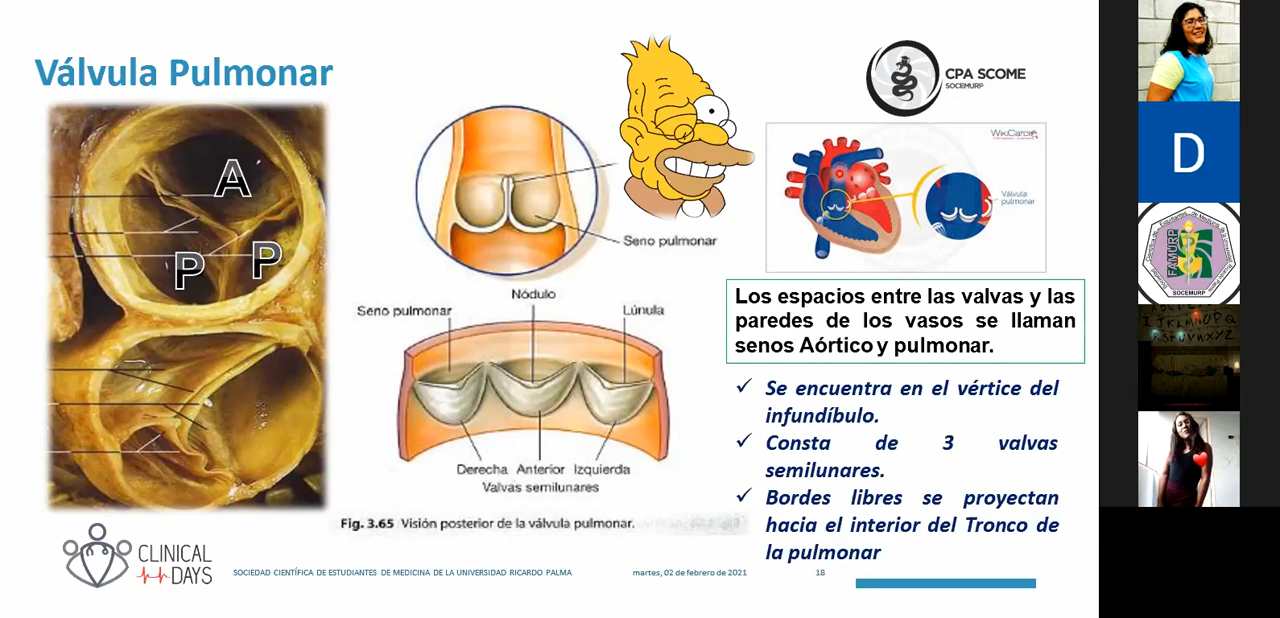 Válvula Pulmonar
A
P
P
Seno pulmonar
Nódulo
Seno pulmonar
Lúnula
Derecha Anterior Izquierda
Valvas semilunares
Fig. 3.65 Visión posterior de la válvula pulmonar.
CPA SCOME
SOCEMURP
WikiCardio
Válvula
pulmonar
Los espacios entre las valvas y las
paredes de los vasos se llaman
senos Aórtico y pulmonar.
✓ Se encuentra en el vértice del
infundíbulo.
✓ Consta de 3 valvas
semilunares.
✓ Bordes libres se proyectan
hacia el interior del Tronco de
la pulmonar
CLINICAL
DAYS
SOCIEDAD CIENTÍFICA DE ESTUDIANTES DE MEDICINA DE LA UNIVERSIDAD RICARDO PALMA
martes, 02 de febrero de 2021
18
D
FAMURP
SOCEMURP